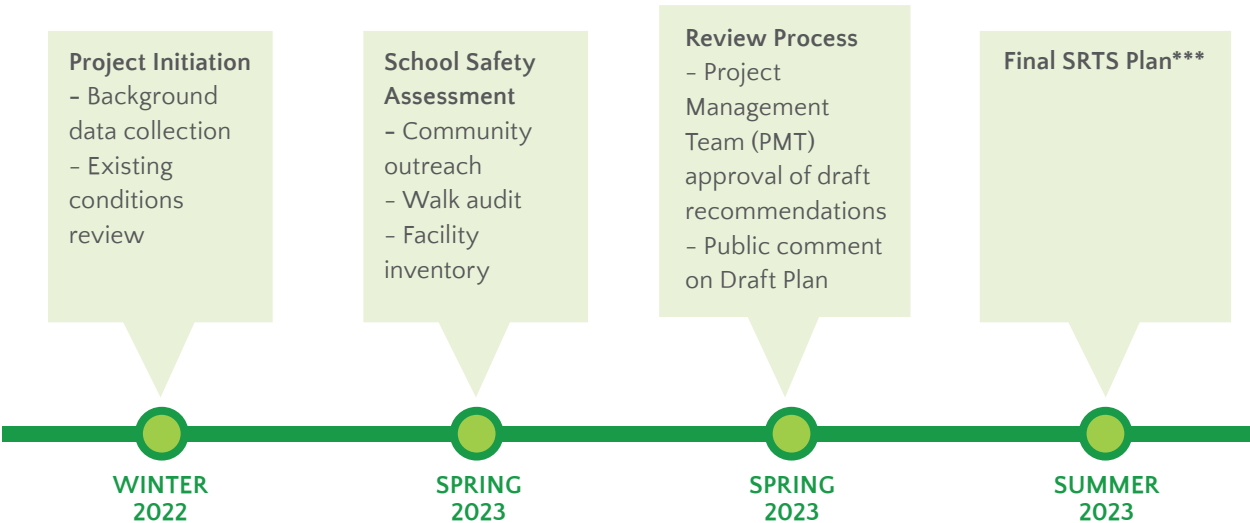 Project Initiation
- Background
data collection
- Existing
conditions
review
School Safety
Assessment
- Community
outreach
- Walk audit
- Facility
inventory
Review Process
- Project
Management
Team (PMT)
approval of draft
recommendations
- Public comment
on Draft Plan
Final SRTS Plan***
WINTER
2022
SPRING
2023
SPRING
2023
SUMMER
2023